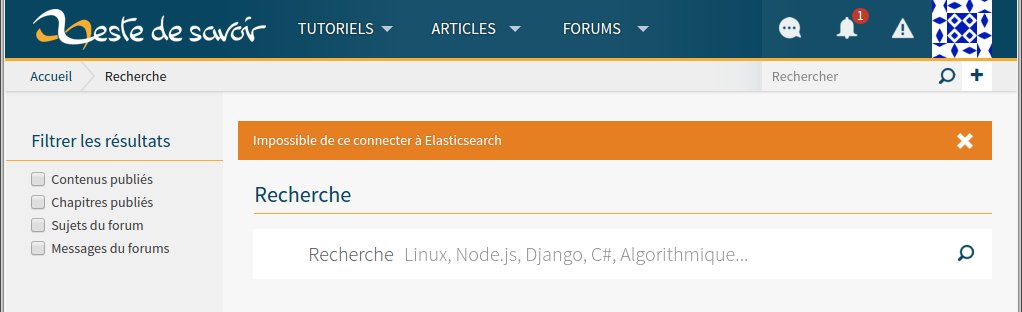 Zeste de savoir
TUTORIELS
ARTICLES
FORUMS
1
Accueil
Recherche
Rechercher
Filtrer les résultats
Contenus publiés
Chapitres publiés
Sujets du forum
Messages du forums
Impossible de ce connecter à Elasticsearch
Recherche
Recherche Linux, Node.js, Django, C#, Algorithmique...